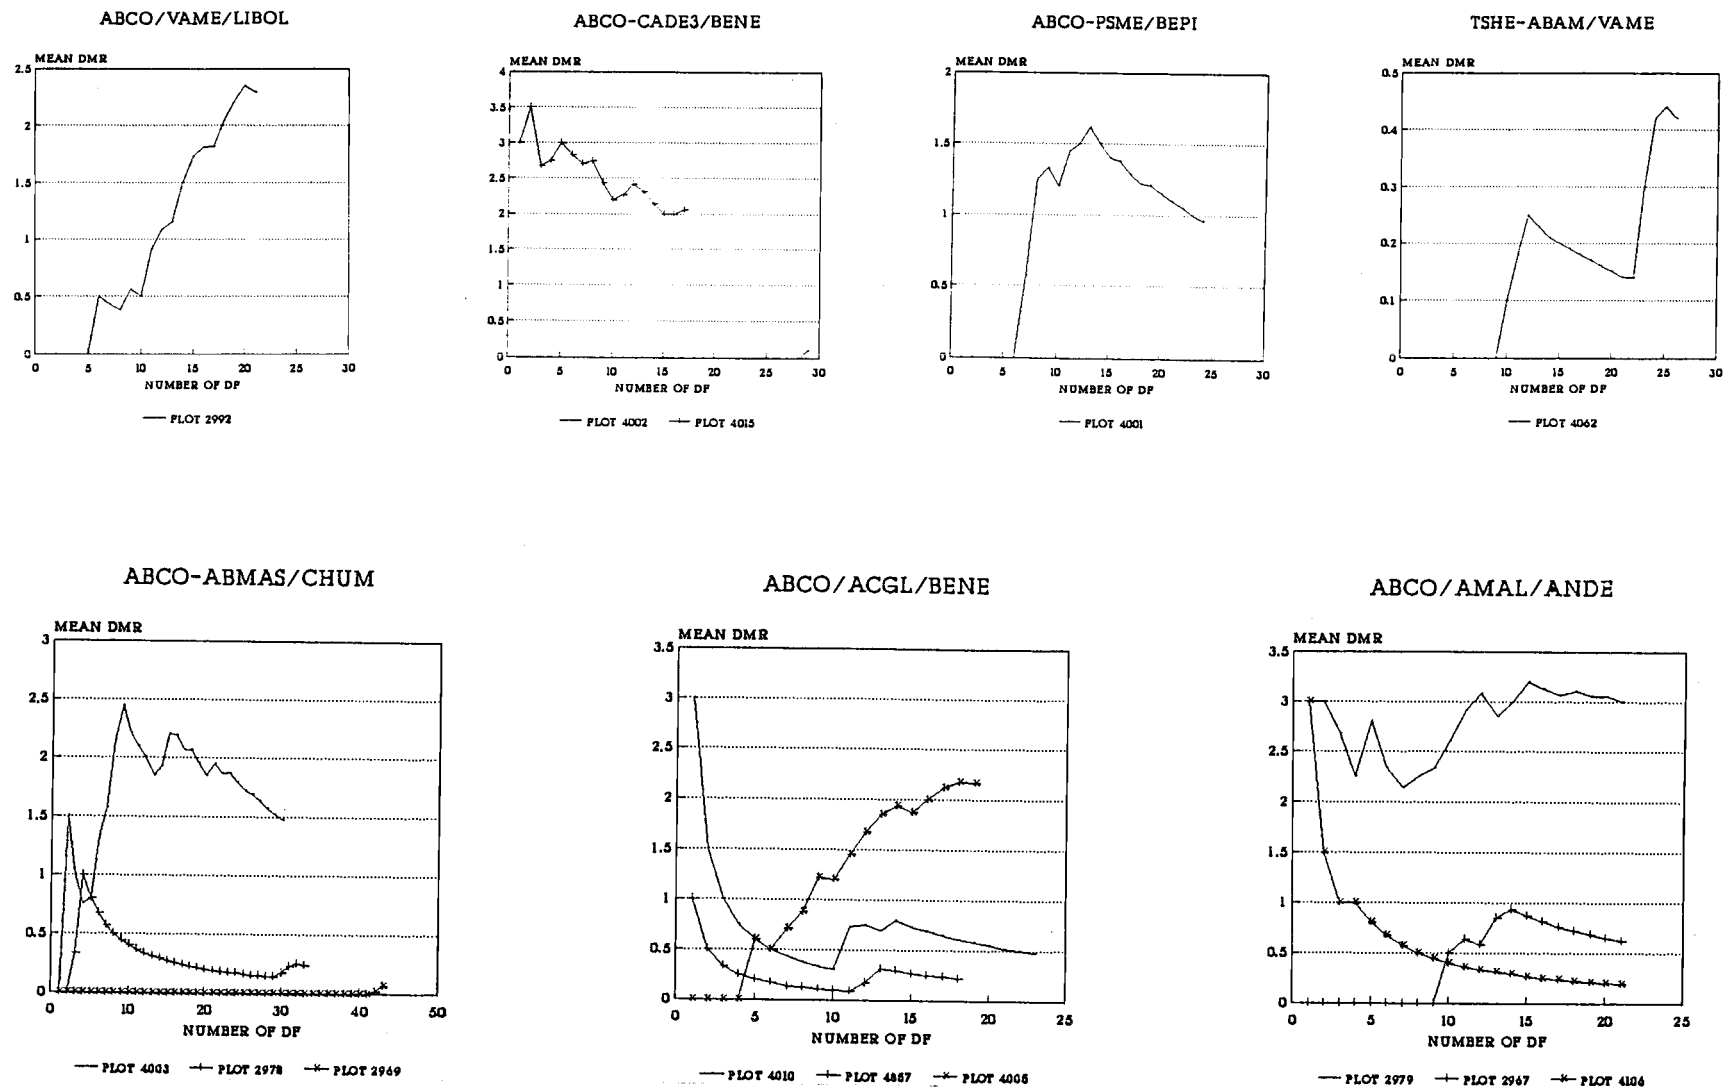 ABCO/VAME/LIBOL
MEAN DMR
2.5
2
1.5
1
0.5
0
0 5 10 15 20 25 30
NUMBER OF DF
PLOT 2992
ABCO-CADE3/BENE
MEAN DMR
4
3.5
3
2.5
2
1.5
1
0.5
0
0 5 10 15 20 25 30
NUMBER OF DF
PLOT 4002 PLOT 4015
ABCO-PSME/BEPI
MEAN DMR
2
1.5
1
0.5
0
0 5 10 15 20 25 30
NUMBER OF DF
PLOT 4001
TSHE-ABAM/VAME
MEAN DMR
0.5
0.4
0.3
0.2
0.1
0
0 5 10 15 20 25 30
NUMBER OF DF
PLOT 4062
ABCO-ABMAS/CHUM
MEAN DMR
3
2.5
2
1.5
1
0.5
0
0 10 20 30 40 50
NUMBER OF DF
PLOT 4003 PLOT 2978 PLOT 2969
ABCO/ACGL/BENE
MEAN DMR
3.5
3
2.5
2
1.5
1
0.5
0
0 5 10 15 20 25
NUMBER OF DF
PLOT 4010 PLOT 4857 PLOT 4005
ABCO/AMAL/ANDE
MEAN DMR
3.5
3
2.5
2
1.5
1
0.5
0
0 5 10 15 20 25
NUMBER OF DF
PLOT 2979 PLOT 2967 PLOT 4106